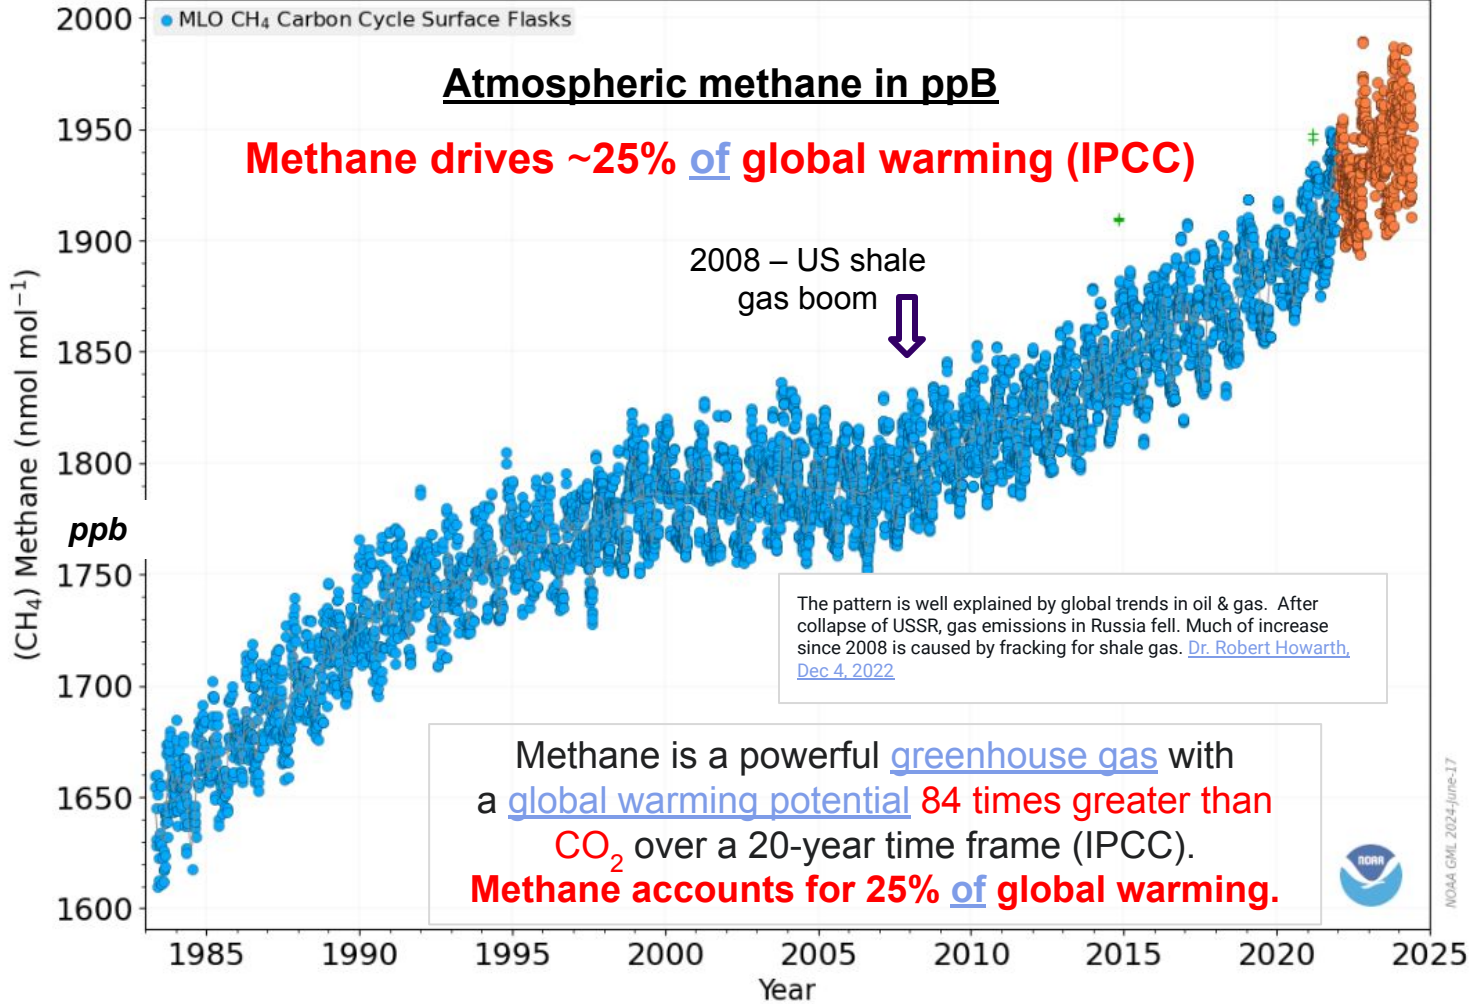 MLO CH₄ Carbon Cycle Surface Flasks
Atmospheric methane in ppB
Methane drives ~25% of global warming (IPCC)
2008 – US shale
gas boom
2000
1950
1900
1850
1800
ppb
1750
1700
1650
1600
(CH₄) Methane (nmol mol⁻¹)
The pattern is well explained by global trends in oil & gas. After
collapse of USSR, gas emissions in Russia fell. Much of increase
since 2008 is caused by fracking for shale gas. Dr. Robert Howarth,
Dec 4, 2022
Methane is a powerful greenhouse gas with
a global warming potential 84 times greater than
CO₂ over a 20-year time frame (IPCC).
Methane accounts for 25% of global warming.
NOAA
NOAA GML 2024-June-17
1985 1990 1995 2000 2005 2010 2015 2020 2025
Year